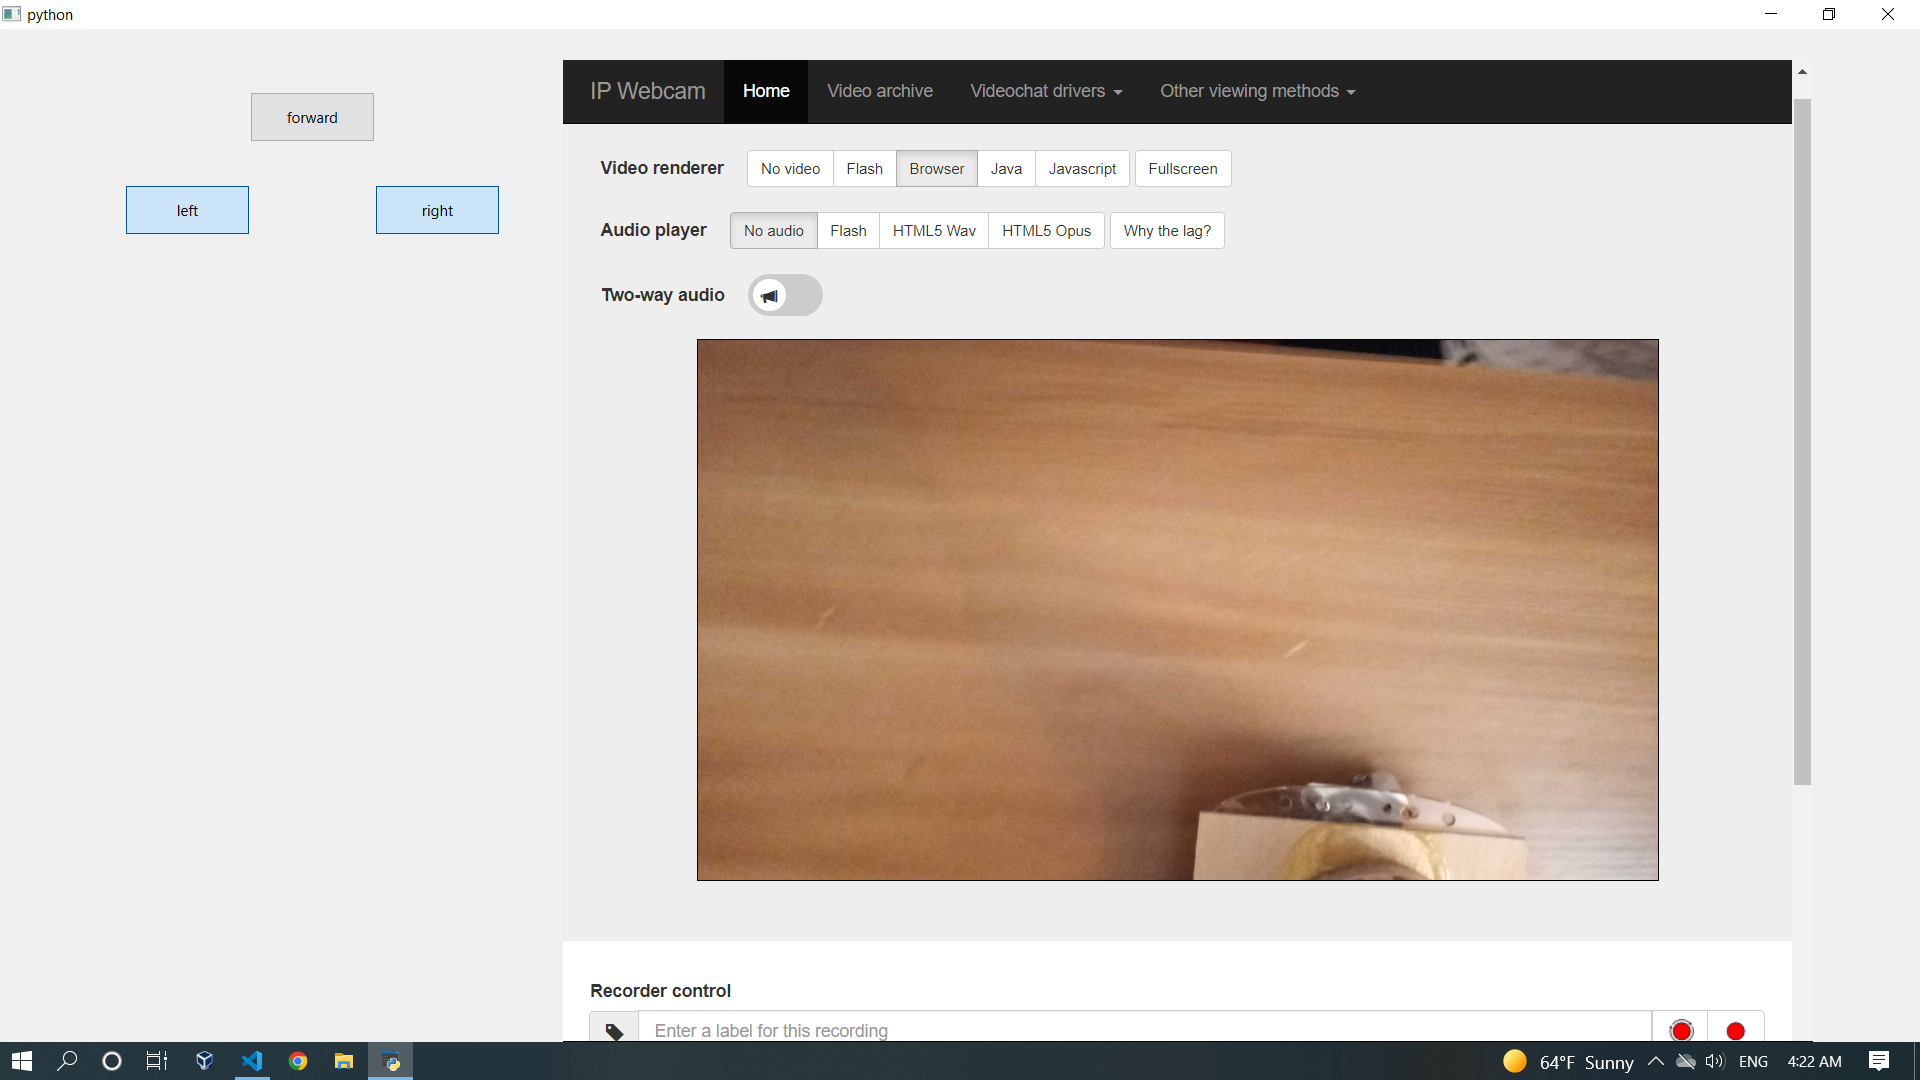 python
forward
left
right
IP Webcam Home Video archive Videochat drivers Other viewing methods
Video renderer No video Flash Browser Java Javascript Fullscreen
Audio player No audio Flash HTML5 Wav HTML5 Opus Why the lag?
Two-way audio
Recorder control
Enter a label for this recording
64°F Sunny ENG 4:22 AM